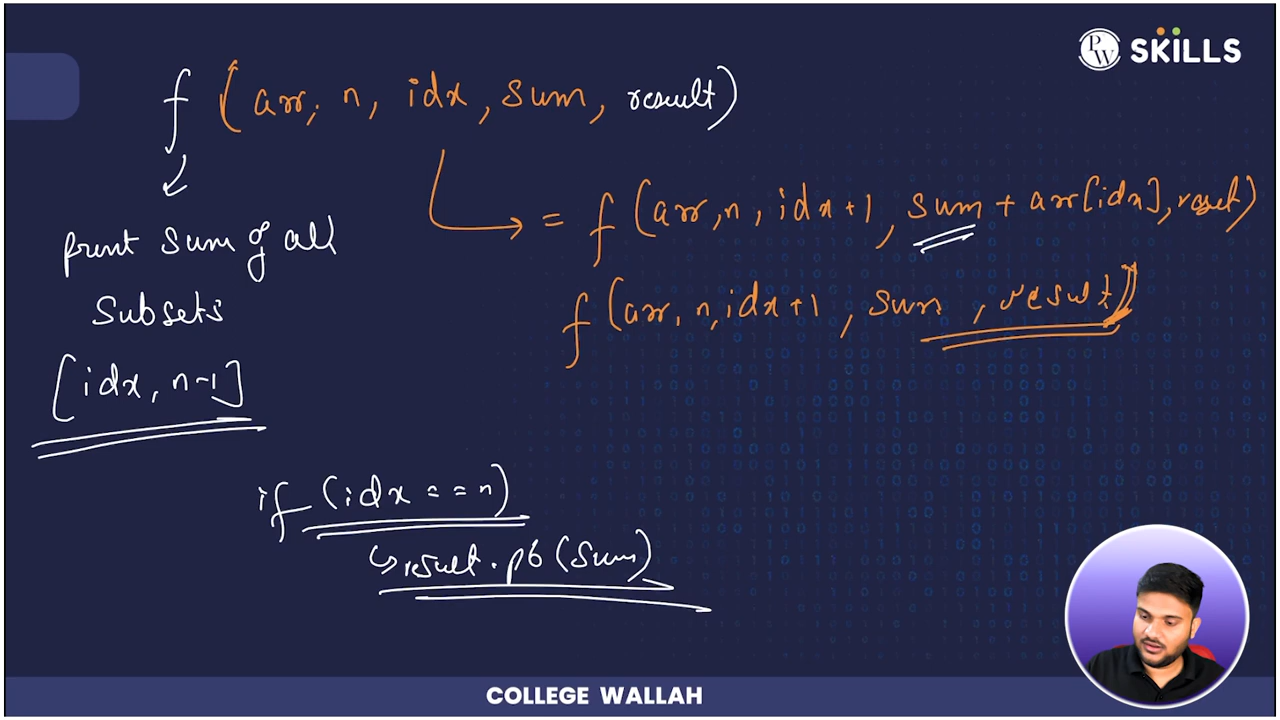 PW SKILLS
f (arr, n, idx, sum, result)
= f (arr, n, idx+1, sum + arr[idx], result)
f (arr, n, idx+1, sum, result)
print sum of all
subsets
[idx, n-1]
if (idx == n)
result.pb(sum)
COLLEGE WALLAH